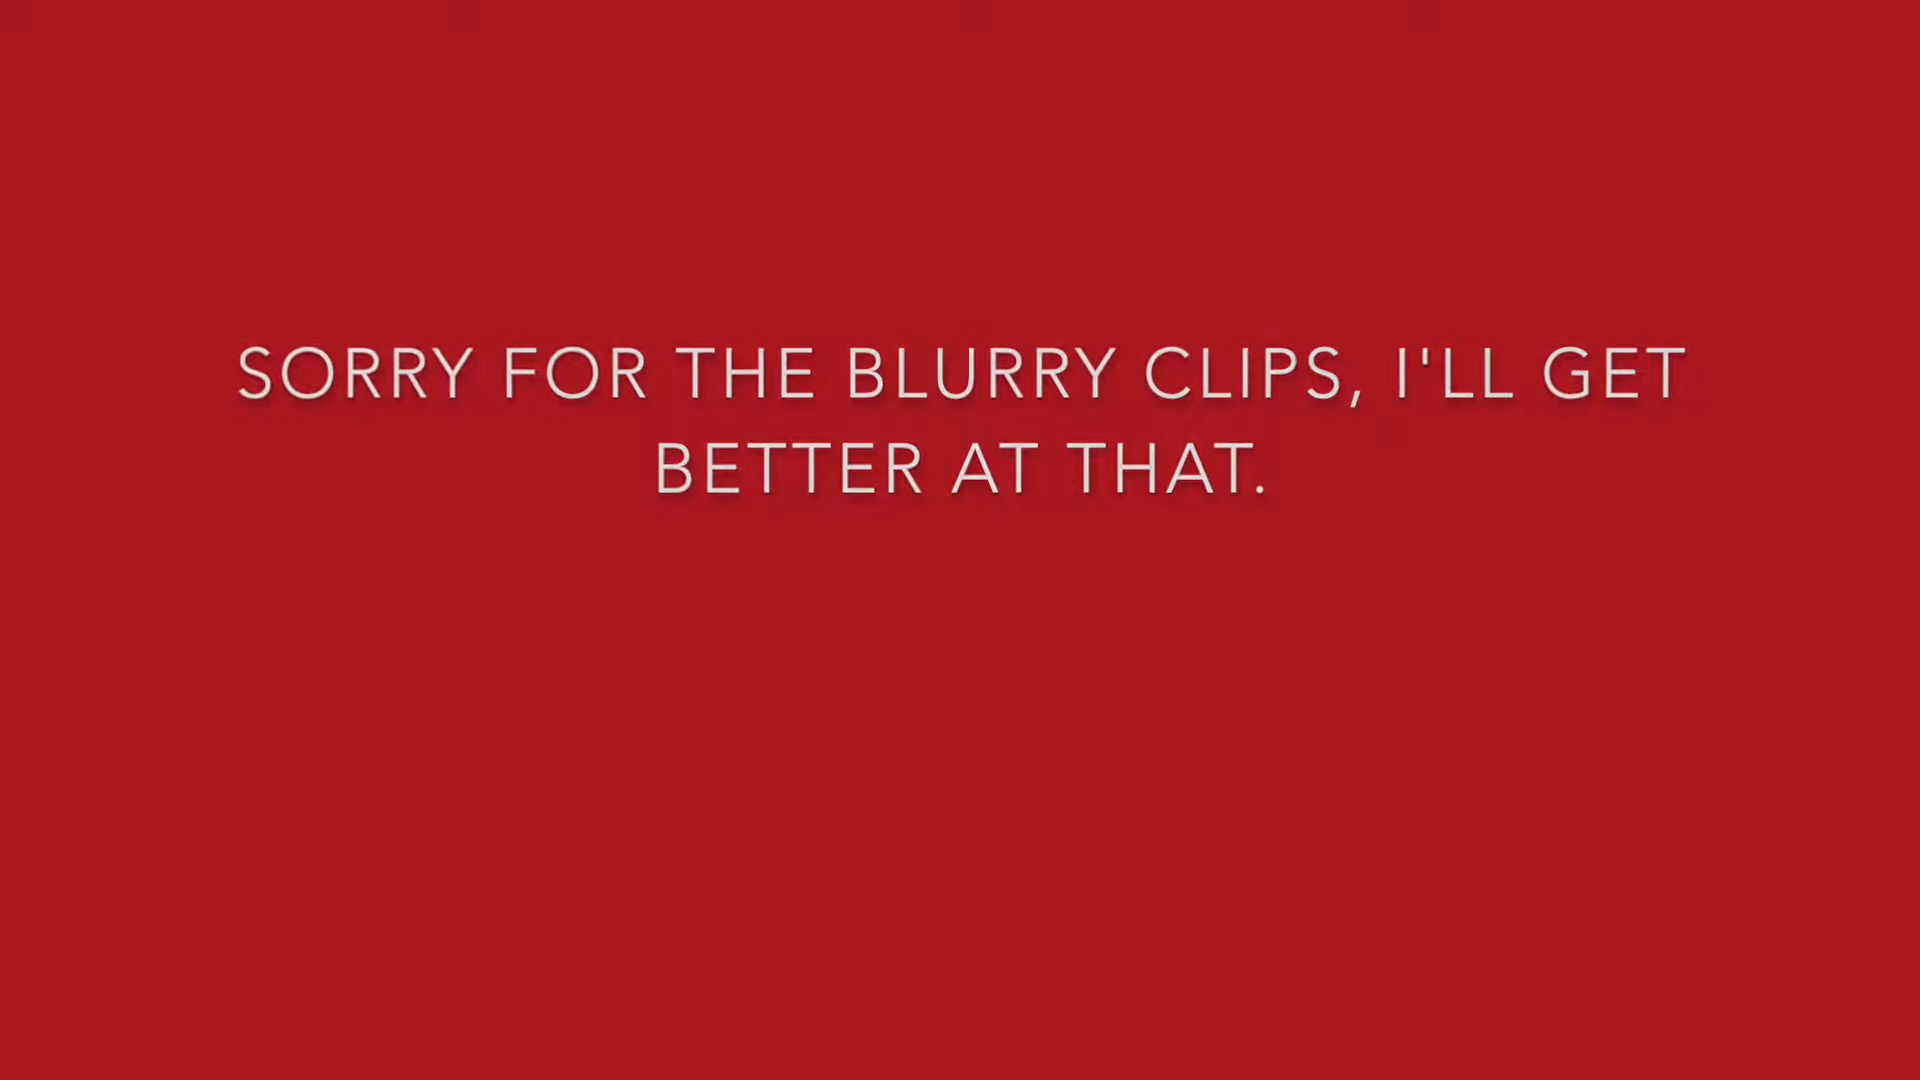 SORRY FOR THE BLURRY CLIPS, I'LL GET
BETTER AT THAT.